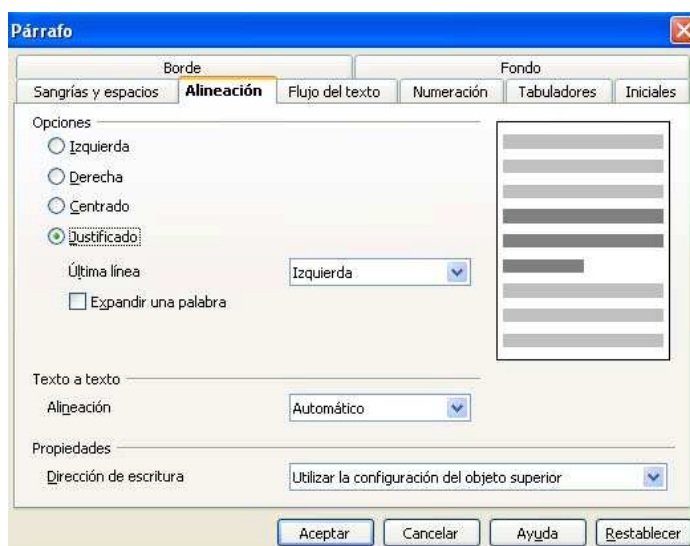 Párrafo
Borde Fondo
Sangrías y espacios Alineación Flujo del texto Numeración Tabuladores Iniciales
Opciones
Izquierda
Derecha
Centrado
Justificado
Última línea Izquierda
Expandir una palabra
Texto a texto
Alineación Automático
Propiedades
Dirección de escritura Utilizar la configuración del objeto superior
Aceptar Cancelar Ayuda Restablecer